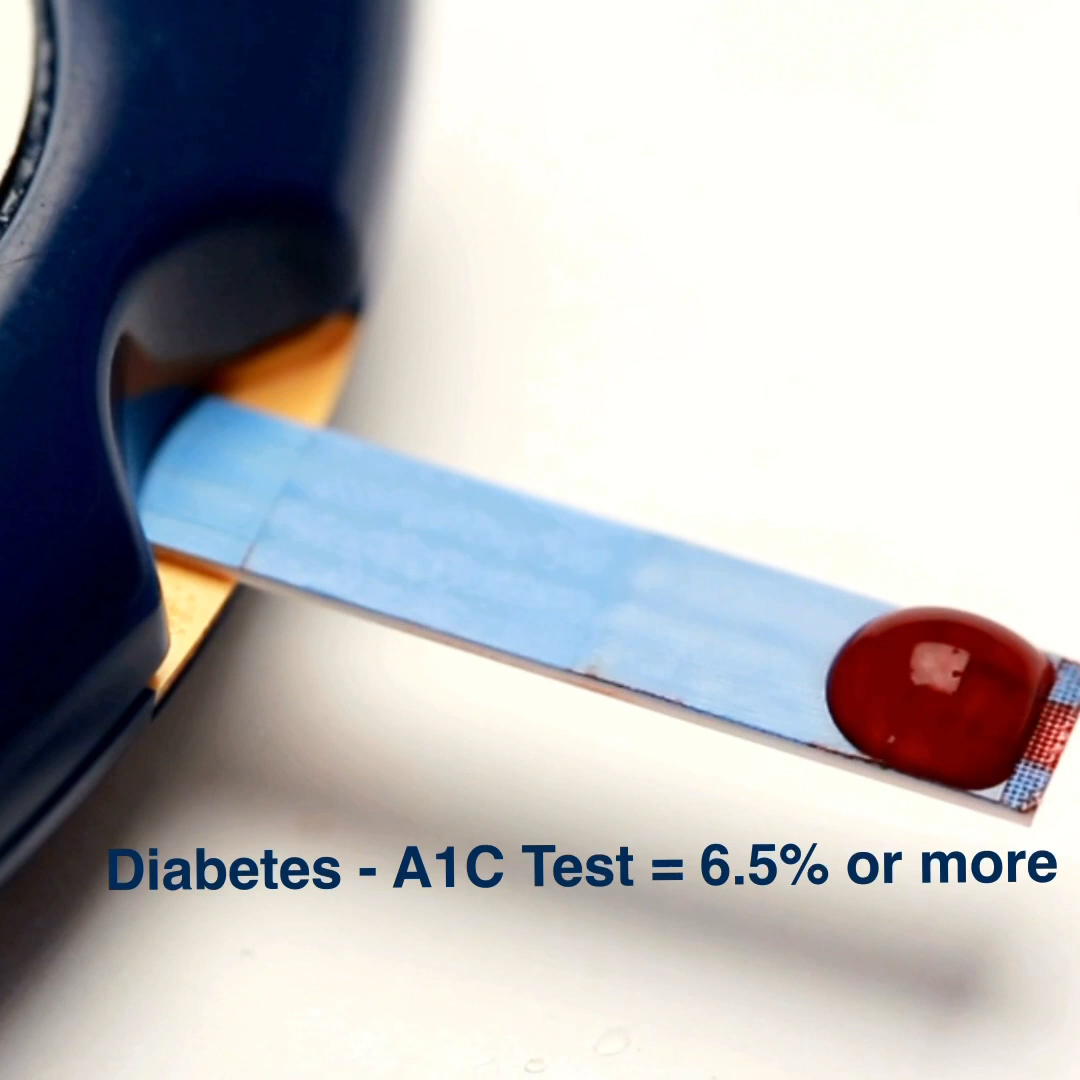 Diabetes - A1C Test = 6.5% or more